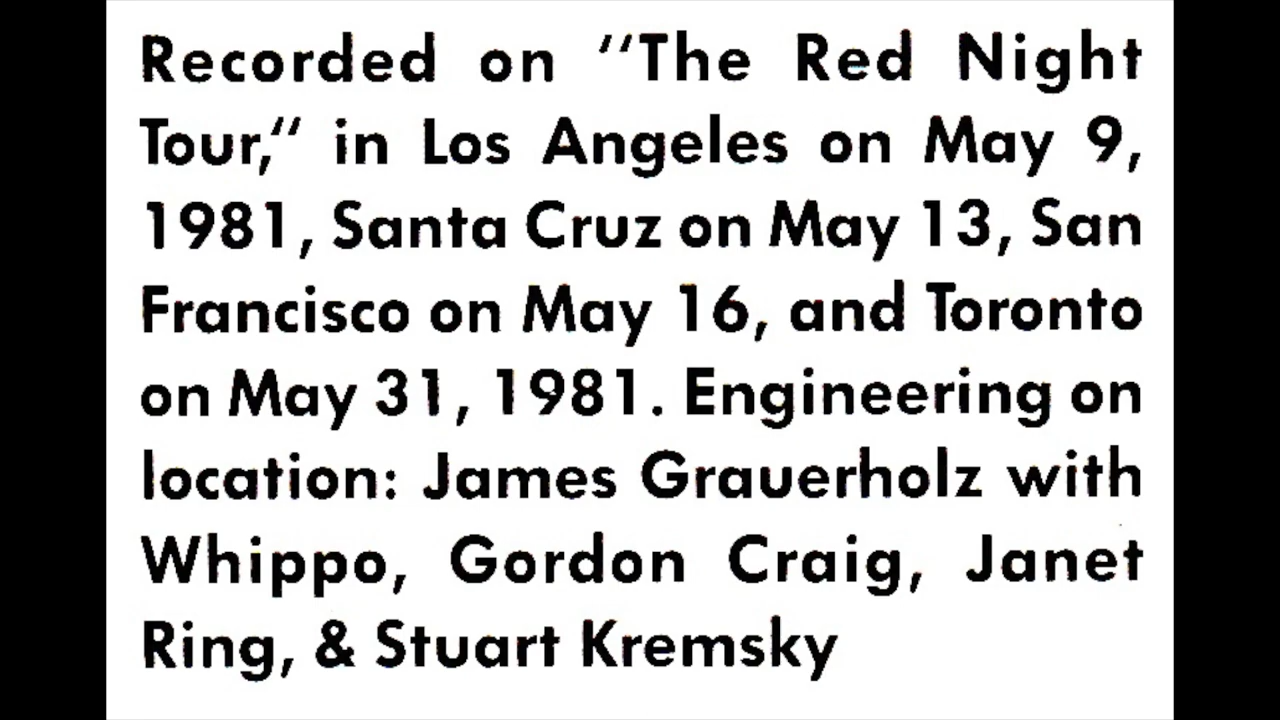 Recorded on "The Red Night
Tour," in Los Angeles on May 9,
1981, Santa Cruz on May 13, San
Francisco on May 16, and Toronto
on May 31, 1981. Engineering on
location: James Grauerholz with
Whippo, Gordon Craig, Janet
Ring, & Stuart Kremsky